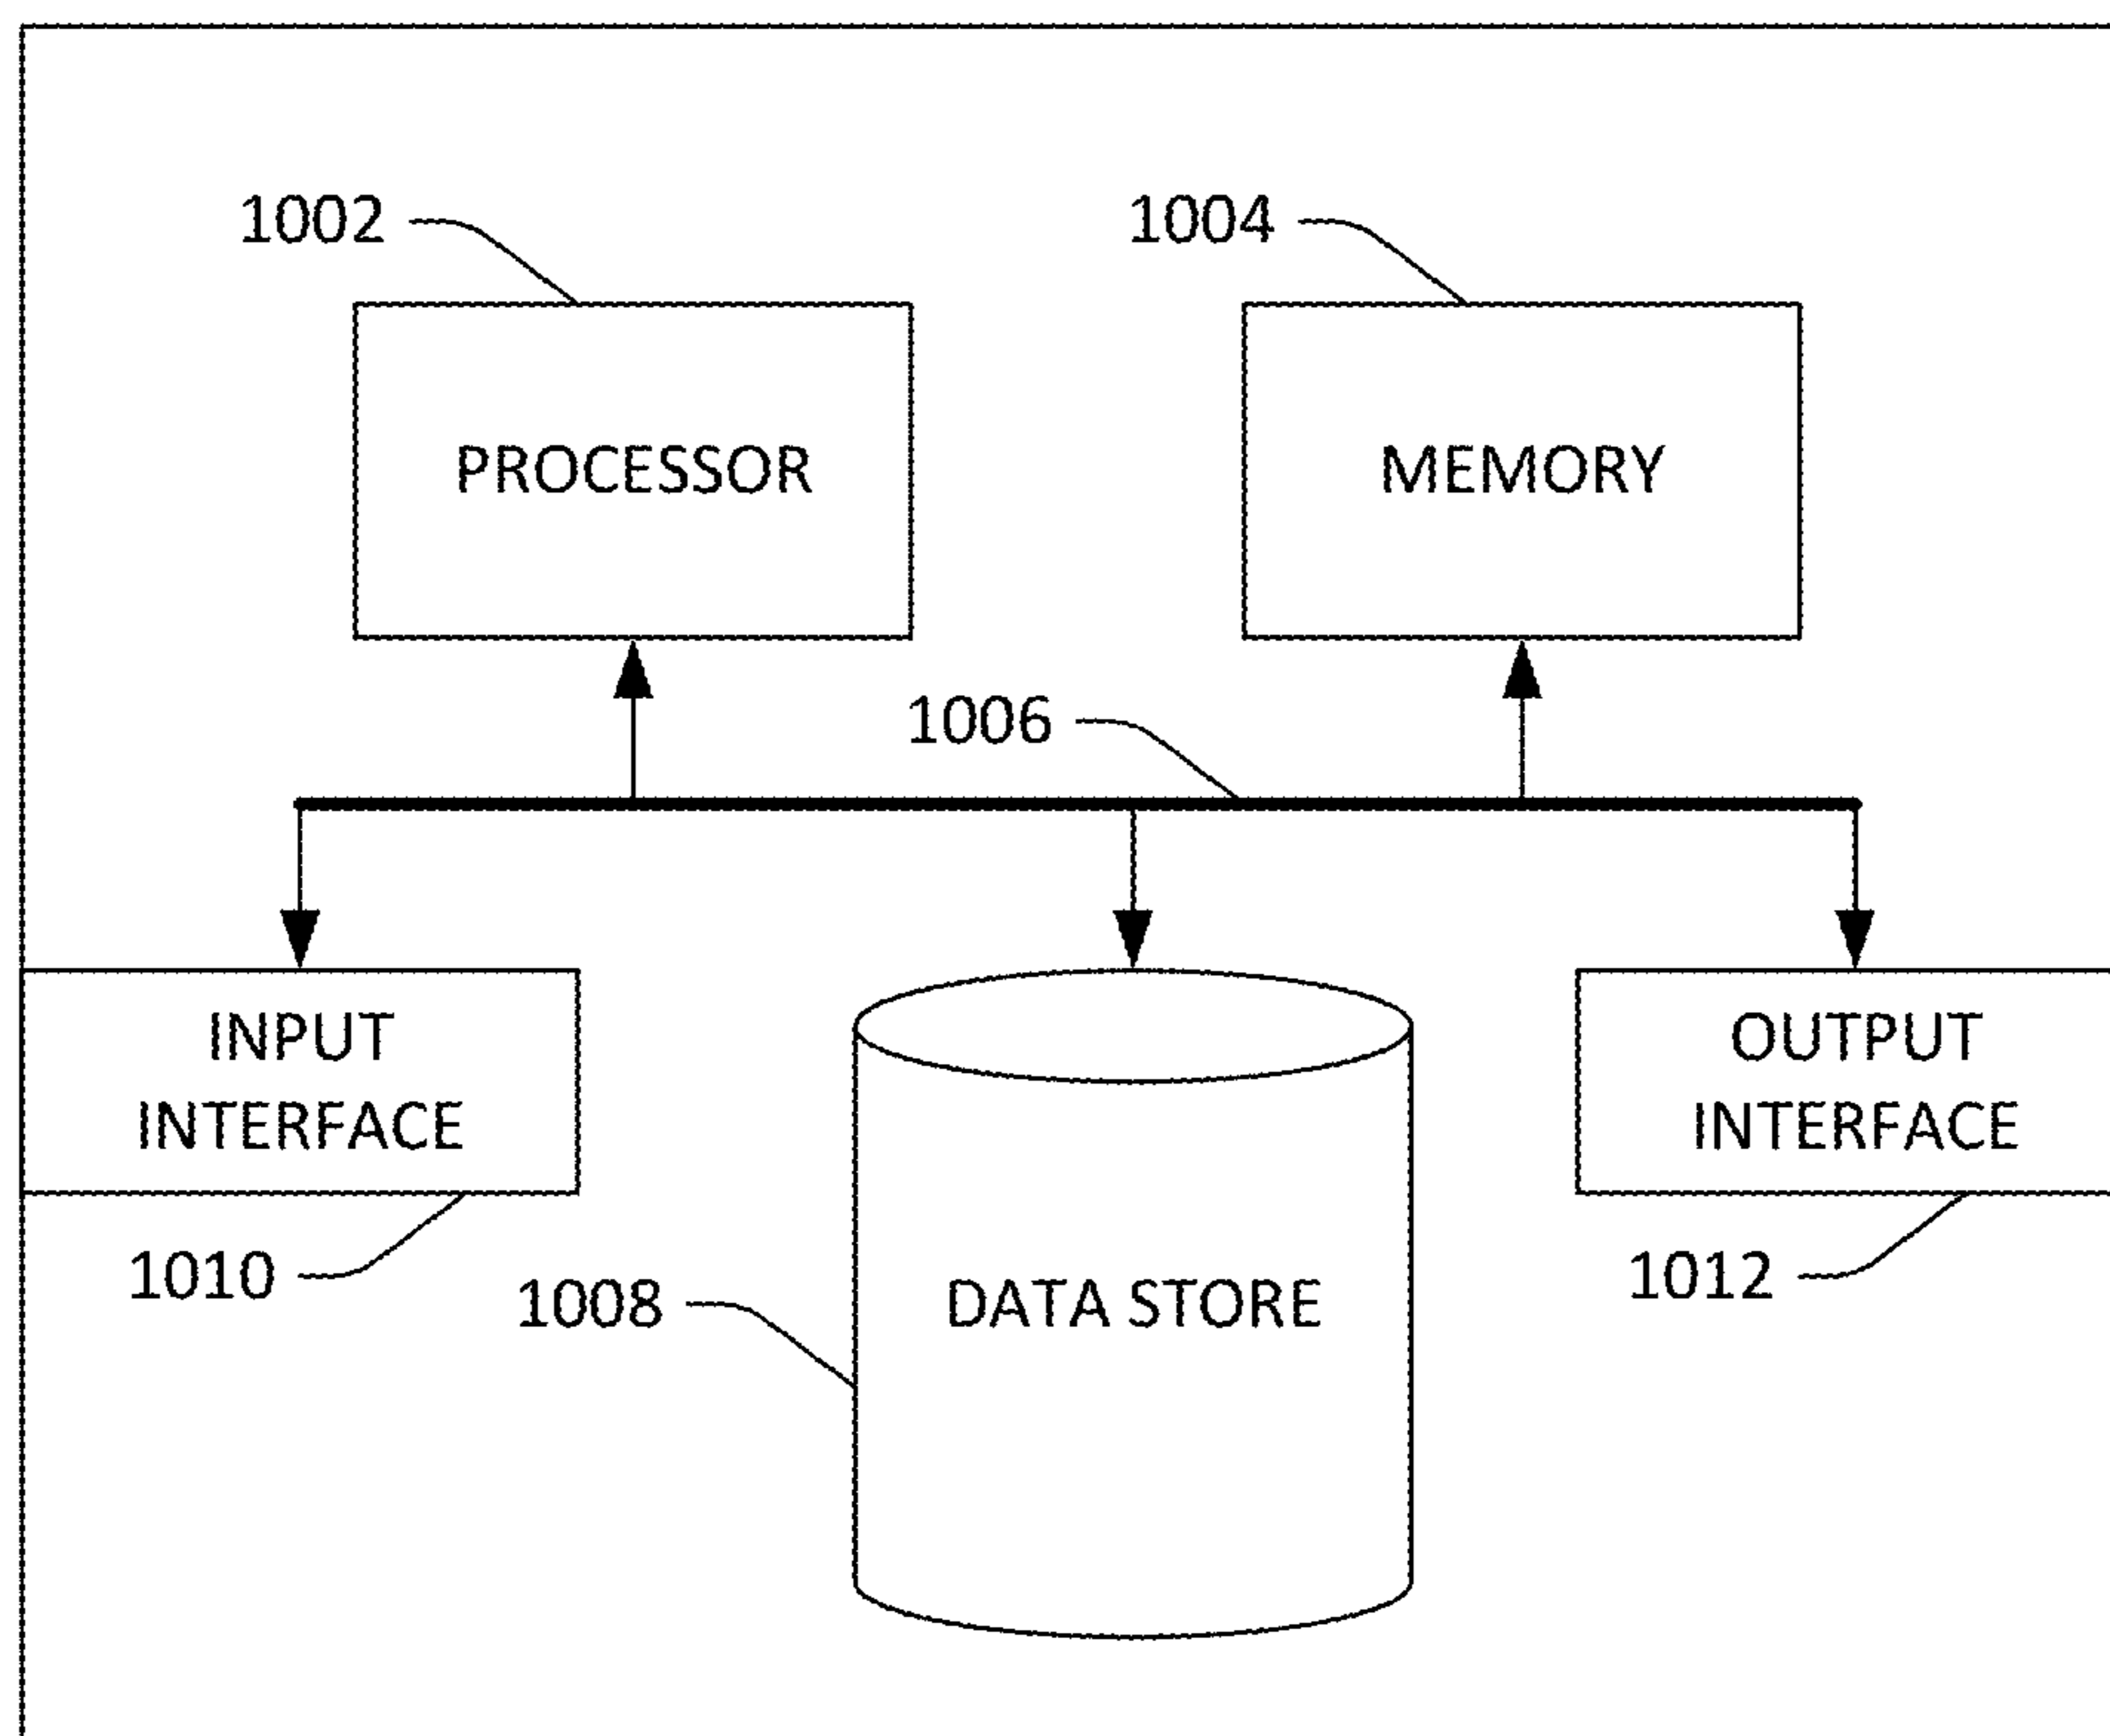 1002
1004
PROCESSOR
MEMORY
1006
INPUT
INTERFACE
OUTPUT
INTERFACE
1010
1008
DATA STORE
1012